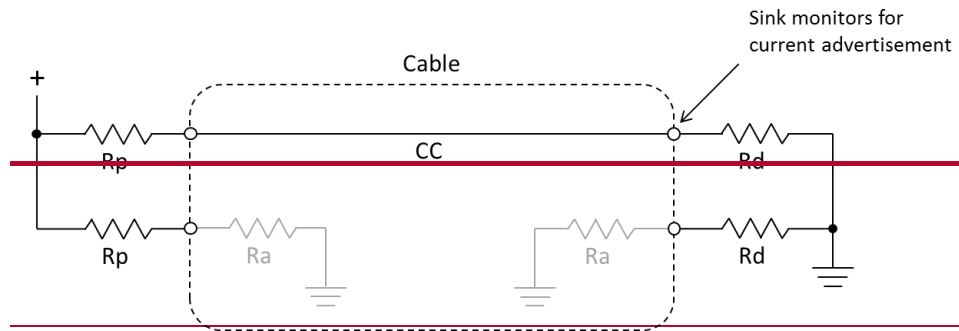 Sink monitors for
current advertisement
Cable
+
Rp
CC
Rd
Rp
Ra
Ra
Rd